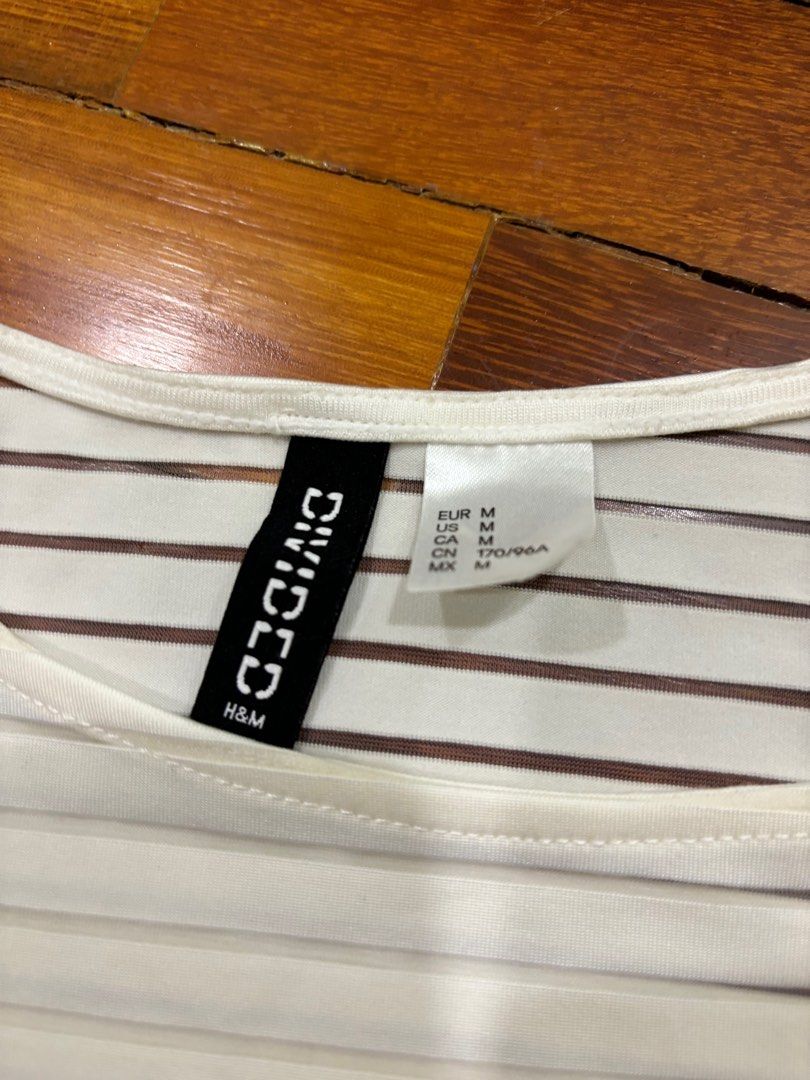 DIVIDED
H&M
EUR M
US M
CA M
CN 170/96A
MX M